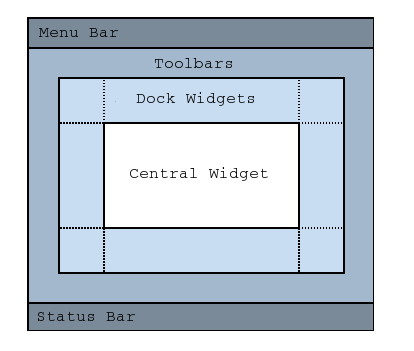 Menu Bar
Toolbars
Dock Widgets
Central Widget
Status Bar